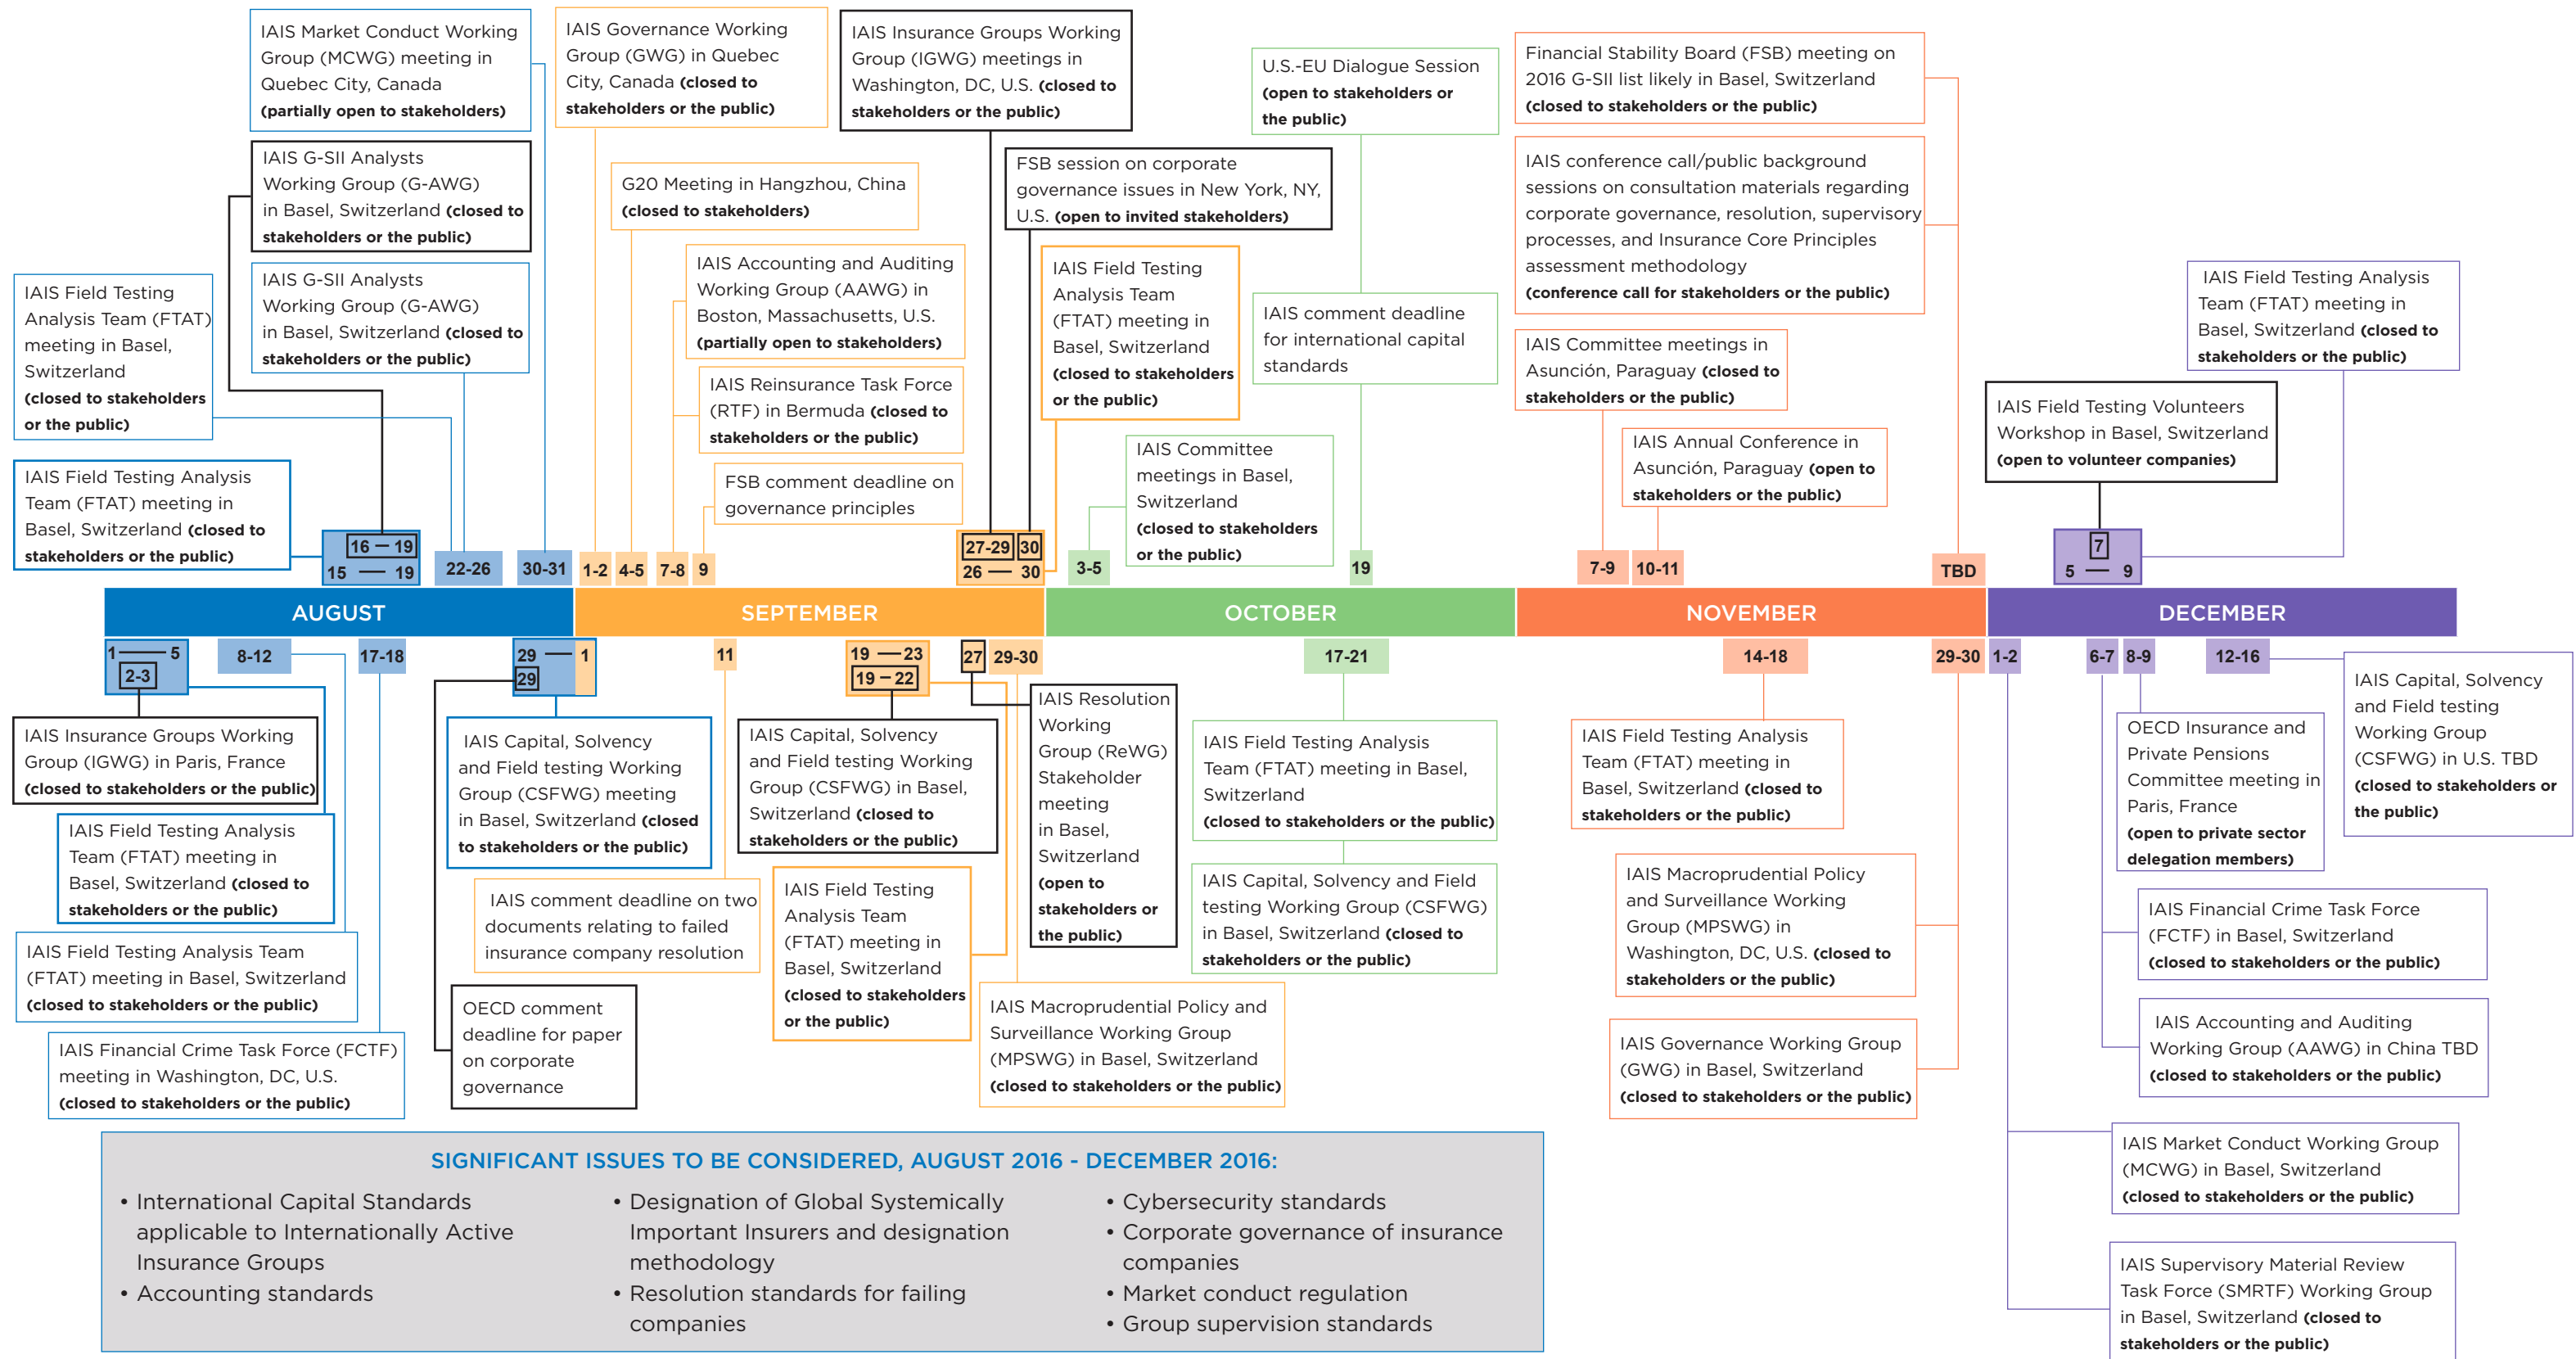 IAIS Market Conduct Working
Group (MCWG) meeting in
Quebec City, Canada
(partially open to stakeholders)
IAIS G-SII Analysts
Working Group (G-AWG)
in Basel, Switzerland (closed to
stakeholders or the public)
IAIS G-SII Analysts
Working Group (G-AWG)
in Basel, Switzerland (closed to
stakeholders or the public)
IAIS Field Testing
Analysis Team (FTAT)
meeting in Basel,
Switzerland
(closed to stakeholders
or the public)
IAIS Field Testing Analysis
Team (FTAT) meeting in
Basel, Switzerland (closed to
stakeholders or the public)
IAIS Governance Working
Group (GWG) in Quebec
City, Canada (closed to
stakeholders or the public)
G20 Meeting in Hangzhou, China
(closed to stakeholders)
IAIS Accounting and Auditing
Working Group (AAWG) in
Boston, Massachusetts, U.S.
(partially open to stakeholders)
IAIS Reinsurance Task Force
(RTF) in Bermuda (closed to
stakeholders or the public)
FSB comment deadline on
governance principles
IAIS Insurance Groups Working
Group (IGWG) meetings in
Washington, DC, U.S. (closed to
stakeholders or the public)
FSB session on corporate
governance issues in New York, NY,
U.S. (open to invited stakeholders)
IAIS Field Testing
Analysis Team
(FTAT) meeting in
Basel, Switzerland
(closed to stakeholders
or the public)
U.S.-EU Dialogue Session
(open to stakeholders or
the public)
IAIS comment deadline
for international capital
standards
IAIS Committee
meetings in Basel,
Switzerland
(closed to stakeholders
or the public)
Financial Stability Board (FSB) meeting on
2016 G-SII list likely in Basel, Switzerland
(closed to stakeholders or the public)
IAIS conference call/public background
sessions on consultation materials regarding
corporate governance, resolution, supervisory
processes, and Insurance Core Principles
assessment methodology
(conference call for stakeholders or the public)
IAIS Committee meetings in
Asunción, Paraguay (closed to
stakeholders or the public)
IAIS Annual Conference in
Asunción, Paraguay (open to
stakeholders or the public)
IAIS Field Testing Analysis
Team (FTAT) meeting in
Basel, Switzerland (closed to
stakeholders or the public)
IAIS Field Testing Volunteers
Workshop in Basel, Switzerland
(open to volunteer companies)
16 — 19
15 — 19
22-26
30-31
1-2
4-5
7-8
9
27-29
30
26 — 30
3-5
19
7-9
10-11
TBD
7
5 — 9
AUGUST
SEPTEMBER
OCTOBER
NOVEMBER
DECEMBER
1 — 5
2-3
8-12
17-18
29 — 1
29
11
19 — 23
19 – 22
27
29-30
17-21
14-18
29-30
1-2
6-7
8-9
12-16
IAIS Insurance Groups Working
Group (IGWG) in Paris, France
(closed to stakeholders or the public)
IAIS Field Testing Analysis
Team (FTAT) meeting in
Basel, Switzerland (closed to
stakeholders or the public)
IAIS Field Testing Analysis Team
(FTAT) meeting in Basel, Switzerland
(closed to stakeholders or the public)
IAIS Financial Crime Task Force (FCTF)
meeting in Washington, DC, U.S.
(closed to stakeholders or the public)
IAIS Capital, Solvency
and Field testing Working
Group (CSFWG) meeting
in Basel, Switzerland (closed
to stakeholders or the public)
IAIS comment deadline on two
documents relating to failed
insurance company resolution
OECD comment
deadline for paper
on corporate
governance
IAIS Capital, Solvency
and Field testing Working
Group (CSFWG) in Basel,
Switzerland (closed to
stakeholders or the public)
IAIS Field Testing
Analysis Team
(FTAT) meeting in
Basel, Switzerland
(closed to stakeholders
or the public)
IAIS Resolution
Working
Group (ReWG)
Stakeholder
meeting
in Basel,
Switzerland
(open to
stakeholders or
the public)
IAIS Macroprudential Policy and
Surveillance Working Group
(MPSWG) in Basel, Switzerland
(closed to stakeholders or the public)
IAIS Field Testing Analysis
Team (FTAT) meeting in Basel,
Switzerland
(closed to stakeholders or the public)
IAIS Capital, Solvency and Field
testing Working Group (CSFWG)
in Basel, Switzerland (closed to
stakeholders or the public)
IAIS Field Testing Analysis
Team (FTAT) meeting in
Basel, Switzerland (closed to
stakeholders or the public)
IAIS Macroprudential Policy
and Surveillance Working
Group (MPSWG) in
Washington, DC, U.S. (closed to
stakeholders or the public)
IAIS Governance Working Group
(GWG) in Basel, Switzerland
(closed to stakeholders or the public)
IAIS Capital, Solvency
and Field testing
Working Group
(CSFWG) in U.S. TBD
(closed to stakeholders or
the public)
OECD Insurance and
Private Pensions
Committee meeting in
Paris, France
(open to private sector
delegation members)
IAIS Financial Crime Task Force
(FCTF) in Basel, Switzerland
(closed to stakeholders or the public)
IAIS Accounting and Auditing
Working Group (AAWG) in China TBD
(closed to stakeholders or the public)
IAIS Market Conduct Working Group
(MCWG) in Basel, Switzerland
(closed to stakeholders or the public)
IAIS Supervisory Material Review
Task Force (SMRTF) Working Group
in Basel, Switzerland (closed to
stakeholders or the public)
SIGNIFICANT ISSUES TO BE CONSIDERED, AUGUST 2016 - DECEMBER 2016:
• International Capital Standards
applicable to Internationally Active
Insurance Groups
• Accounting standards
• Designation of Global Systemically
Important Insurers and designation
methodology
• Resolution standards for failing
companies
• Cybersecurity standards
• Corporate governance of insurance
companies
• Market conduct regulation
• Group supervision standards